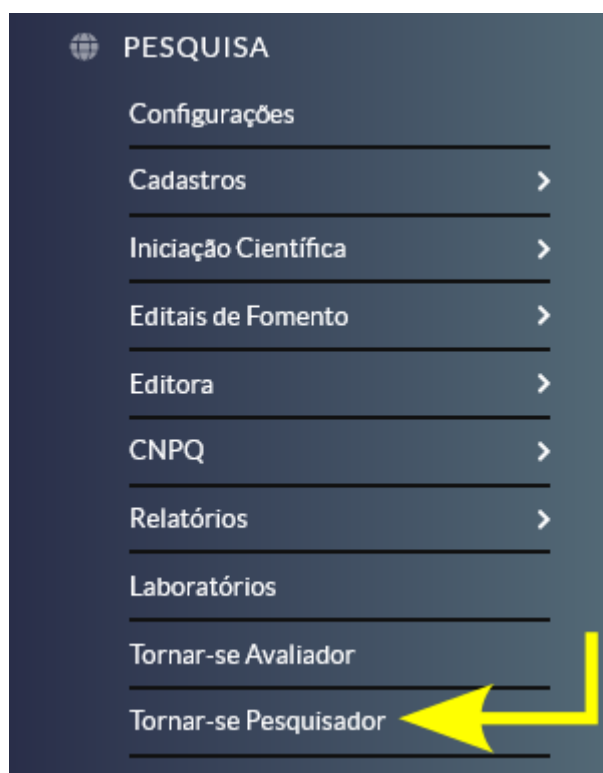 PESQUISA
Configurações
Cadastros
Iniciação Científica
Editais de Fomento
Editora
CNPQ
Relatórios
Laboratórios
Tornar-se Avaliador
Tornar-se Pesquisador